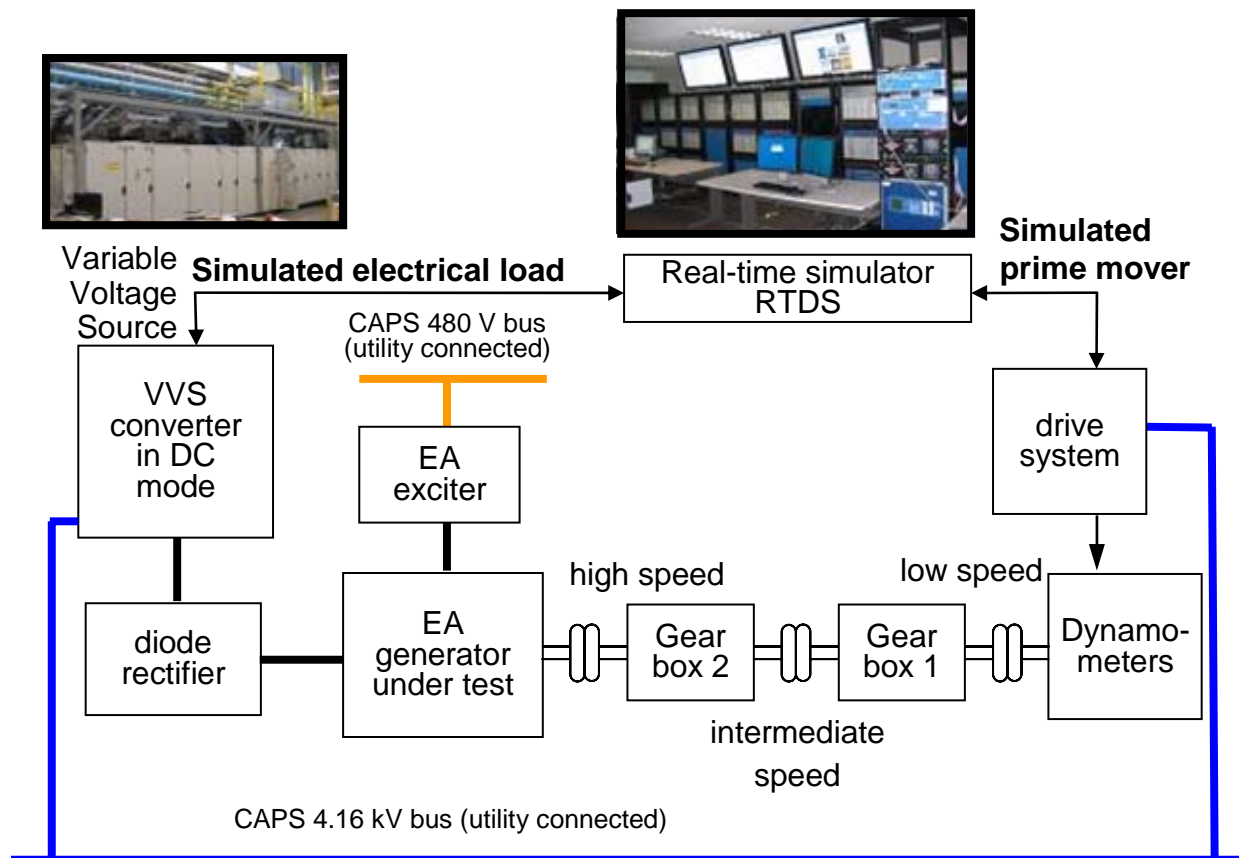 Variable
Voltage
Source
Simulated electrical load
Real-time simulator
RTDS
Simulated
prime mover
CAPS 480 V bus
(utility connected)
VVS
converter
in DC
mode
EA
exciter
drive
system
high speed
low speed
diode
rectifier
EA
generator
under test
Gear
box 2
Gear
box 1
Dynamo-
meters
intermediate
speed
CAPS 4.16 kV bus (utility connected)